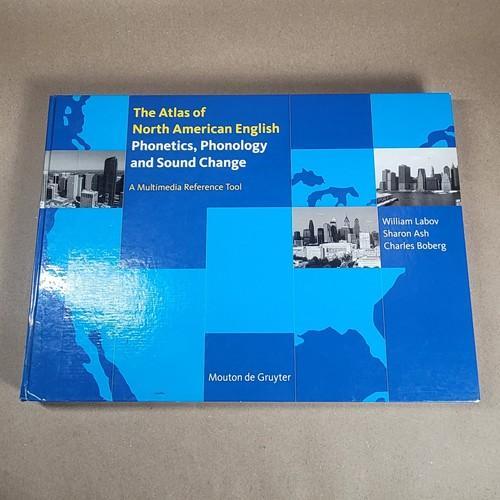 The Atlas of
North American English
Phonetics, Phonology
and Sound Change
A Multimedia Reference Tool
William Labov
Sharon Ash
Charles Boberg
Mouton de Gruyter